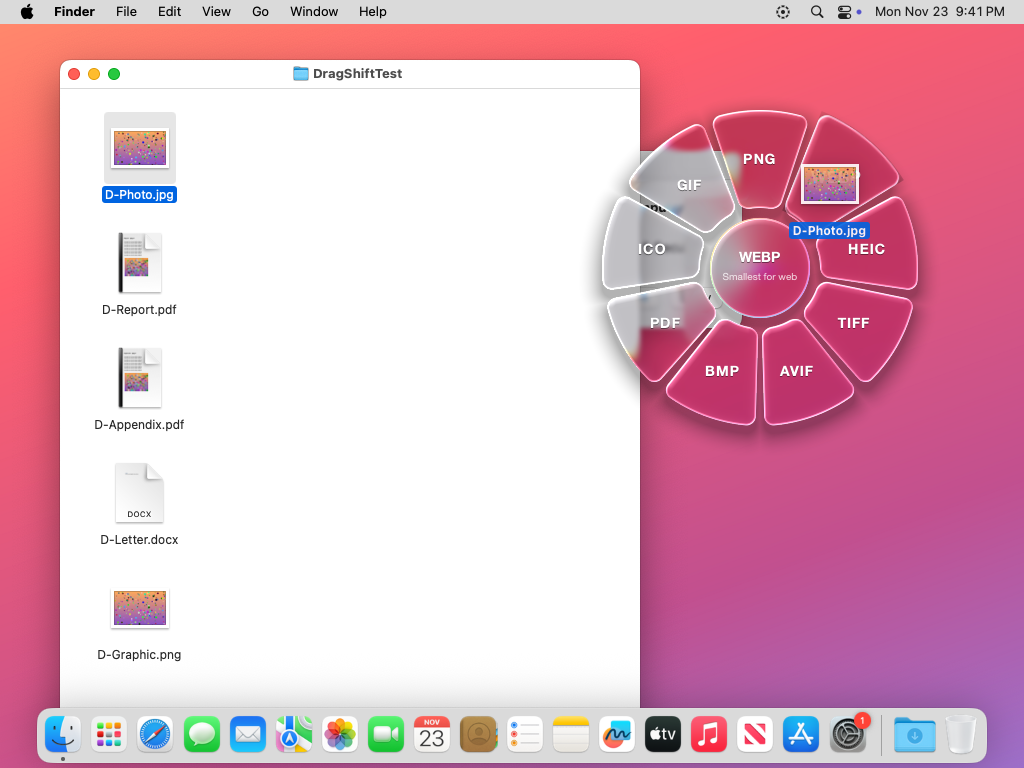 Finder File Edit View Go Window Help
Mon Nov 23 9:41 PM
DragShiftTest
D-Photo.jpg
D-Report.pdf
D-Appendix.pdf
DOCX
D-Letter.docx
D-Graphic.png
PNG
GIF
D-Photo.jpg
ICO
HEIC
WEBP
Smallest for web
PDF
TIFF
BMP
AVIF
NOV
23
tv
1